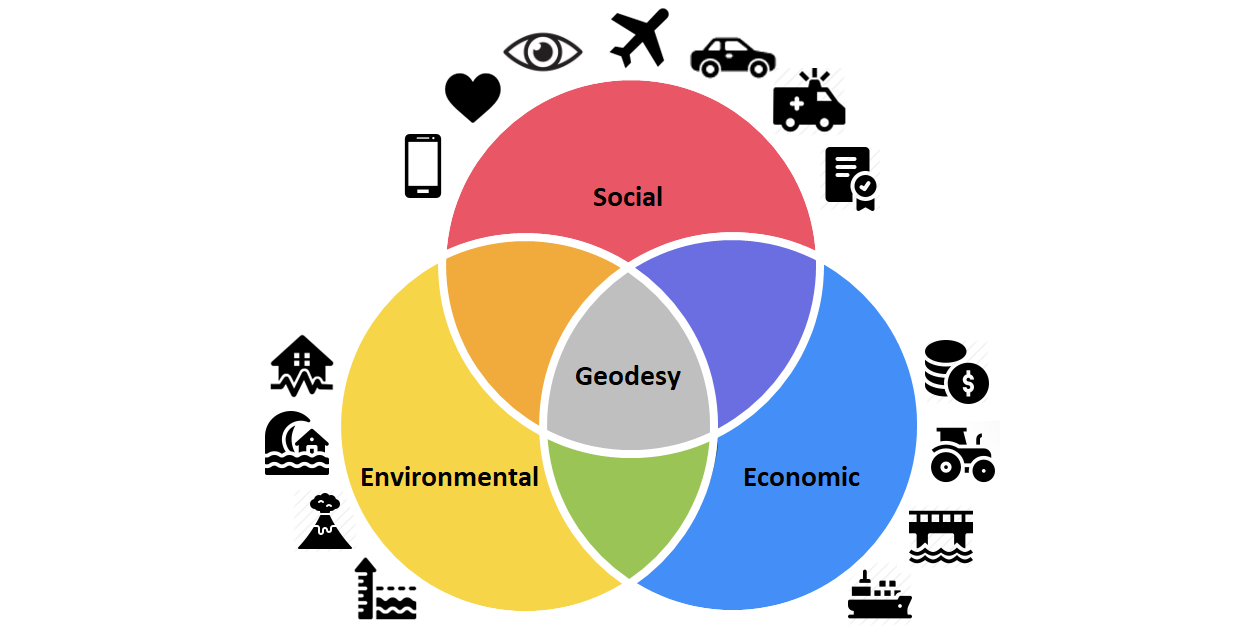 Social
Geodesy
Environmental
Economic
$